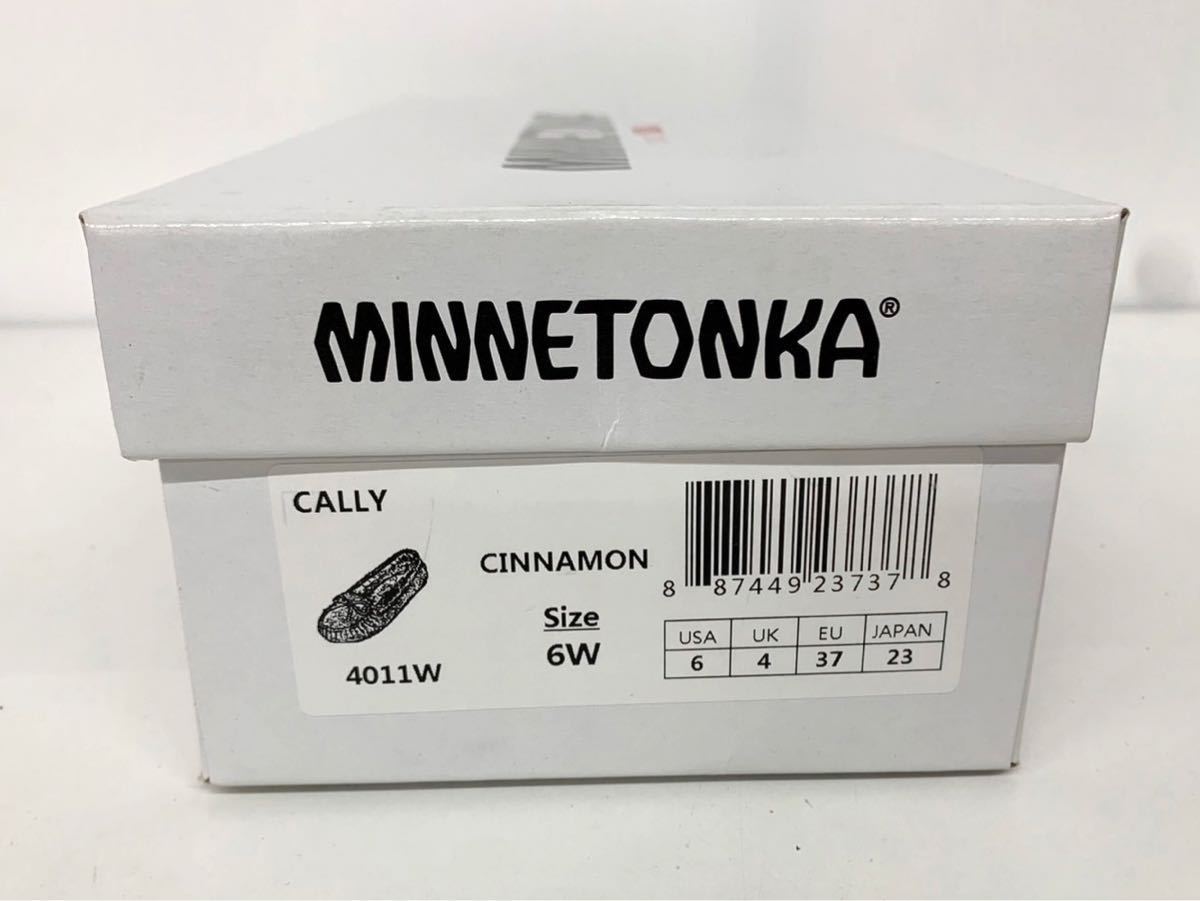 MINNETONKA®
CALLY
CINNAMON
Size
6W
4011W
8 87449 23737 8
USA UK EU JAPAN
6 4 37 23